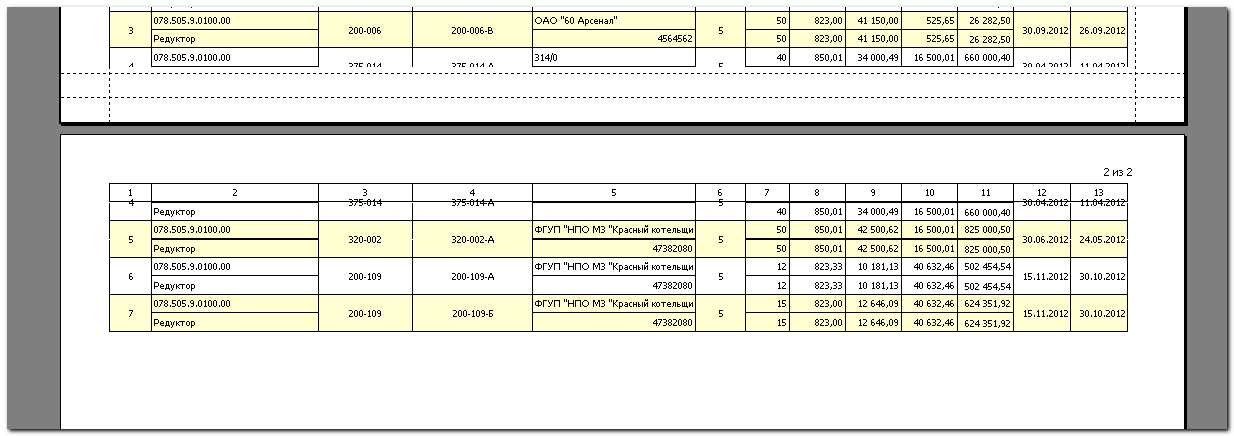 078.505.9.0100.00 ОАО "60 Арсенал" 50 823,00 41 150,00 525,65 26 282,50
3 200-006 200-006-В 5 30.09.2012 26.09.2012
Редуктор 4564562 50 823,00 41 150,00 525,65 26 282,50
078.505.9.0100.00 314/0 40 850,01 34 000,49 16 500,01 660 000,40
4 375-014 375-014-А 5 30.04.2012 11.04.2012
2 из 2
1 2 3 4 5 6 7 8 9 10 11 12 13
4 375-014 375-014-А 5 30.04.2012 11.04.2012
Редуктор 40 850,01 34 000,49 16 500,01 660 000,40
078.505.9.0100.00 ФГУП "НПО МЗ "Красный котельщи 50 850,01 42 500,62 16 500,01 825 000,50
5 320-002 320-002-А 5 30.06.2012 24.05.2012
Редуктор 47382080 50 850,01 42 500,62 16 500,01 825 000,50
078.505.9.0100.00 ФГУП "НПО МЗ "Красный котельщи 12 823,33 10 181,13 40 632,46 502 454,54
6 200-109 200-109-А 5 15.11.2012 30.10.2012
Редуктор 47382080 12 823,33 10 181,13 40 632,46 502 454,54
078.505.9.0100.00 ФГУП "НПО МЗ "Красный котельщи 15 823,00 12 646,09 40 632,46 624 351,92
7 200-109 200-109-Б 5 15.11.2012 30.10.2012
Редуктор 47382080 15 823,00 12 646,09 40 632,46 624 351,92